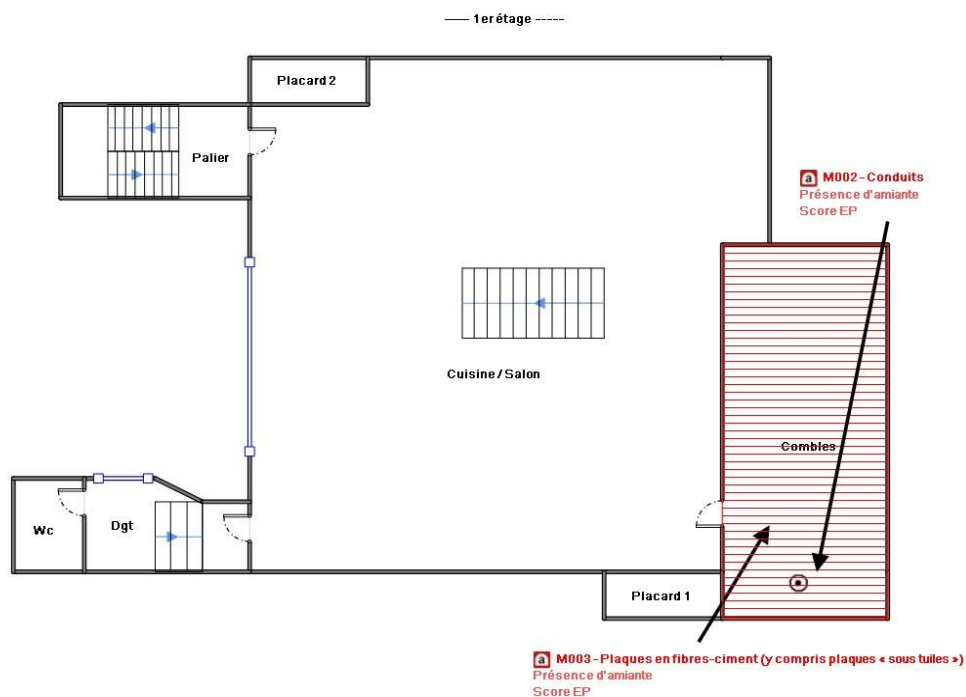 1er étage
Placard 2
Palier
a M002 - Conduits
Présence d'amiante
Score EP
Cuisine / Salon
Combles
Wc
Dgt
Placard 1
a M003 - Plaques en fibres-ciment (y compris plaques « sous tuiles »)
Présence d'amiante
Score EP